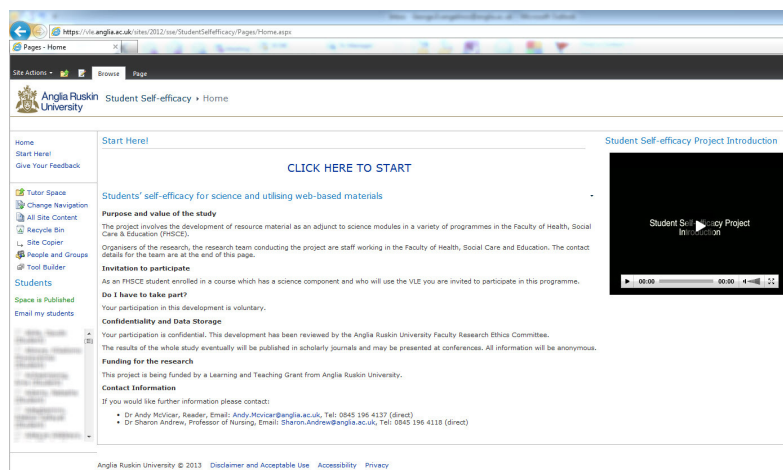 https://vle.anglia.ac.uk/sites/2012/sse/StudentSelfefficacy/Pages/Home.aspx
Pages - Home
Site Actions
Browse
Page
Anglia Ruskin
University
Student Self-efficacy
Home
Home
Start Here!
Give Your Feedback
Tutor Space
Change Navigation
All Site Content
Recycle Bin
Site Copier
People and Groups
Tool Builder
Students
Space is Published
Email my students
Start Here!
CLICK HERE TO START
Students' self-efficacy for science and utilising web-based materials
Purpose and value of the study
The project involves the development of resource material as an adjunct to science modules in a variety of programmes in the Faculty of Health, Social
Care & Education (FHSCE).
Organisers of the research, the research team conducting the project are staff working in the Faculty of Health, Social Care and Education. The contact
details for the team are at the end of this page.
Invitation to participate
As an FHSCE student enrolled in a course which has a science component and who will use the VLE you are invited to participate in this programme.
Do I have to take part?
Your participation in this development is voluntary.
Confidentiality and Data Storage
Your participation is confidential. This development has been reviewed by the Anglia Ruskin University Faculty Research Ethics Committee.
The results of the whole study eventually will be published in scholarly journals and may be presented at conferences. All information will be anonymous.
Funding for the research
This project is being funded by a Learning and Teaching Grant from Anglia Ruskin University.
Contact Information
If you would like further information please contact:
Dr Andy McVicar, Reader, Email: Andy.Mcvicar@anglia.ac.uk, Tel: 0845 196 4137 (direct)
Dr Sharon Andrew, Professor of Nursing, Email: Sharon.Andrew@anglia.ac.uk, Tel: 0845 196 4118 (direct)
Student Self-efficacy Project Introduction
Student Self-efficacy Project
Introduction
00:00
00:00
Anglia Ruskin University © 2013 Disclaimer and Acceptable Use Accessibility Privacy